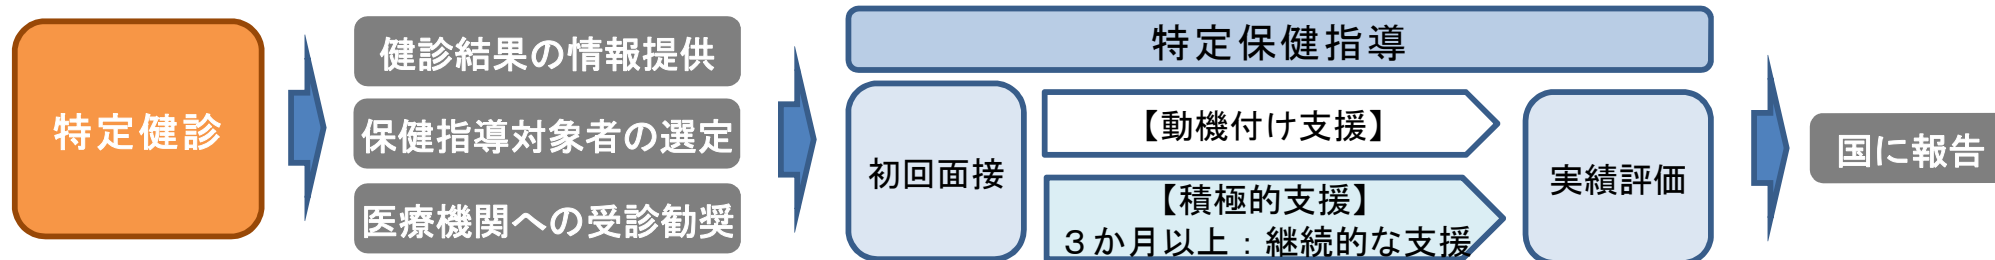 特定健診
健診結果の情報提供
保健指導対象者の選定
医療機関への受診勧奨
特定保健指導
初回面接
【動機付け支援】
【積極的支援】
３か月以上：継続的な支援
実績評価
国に報告